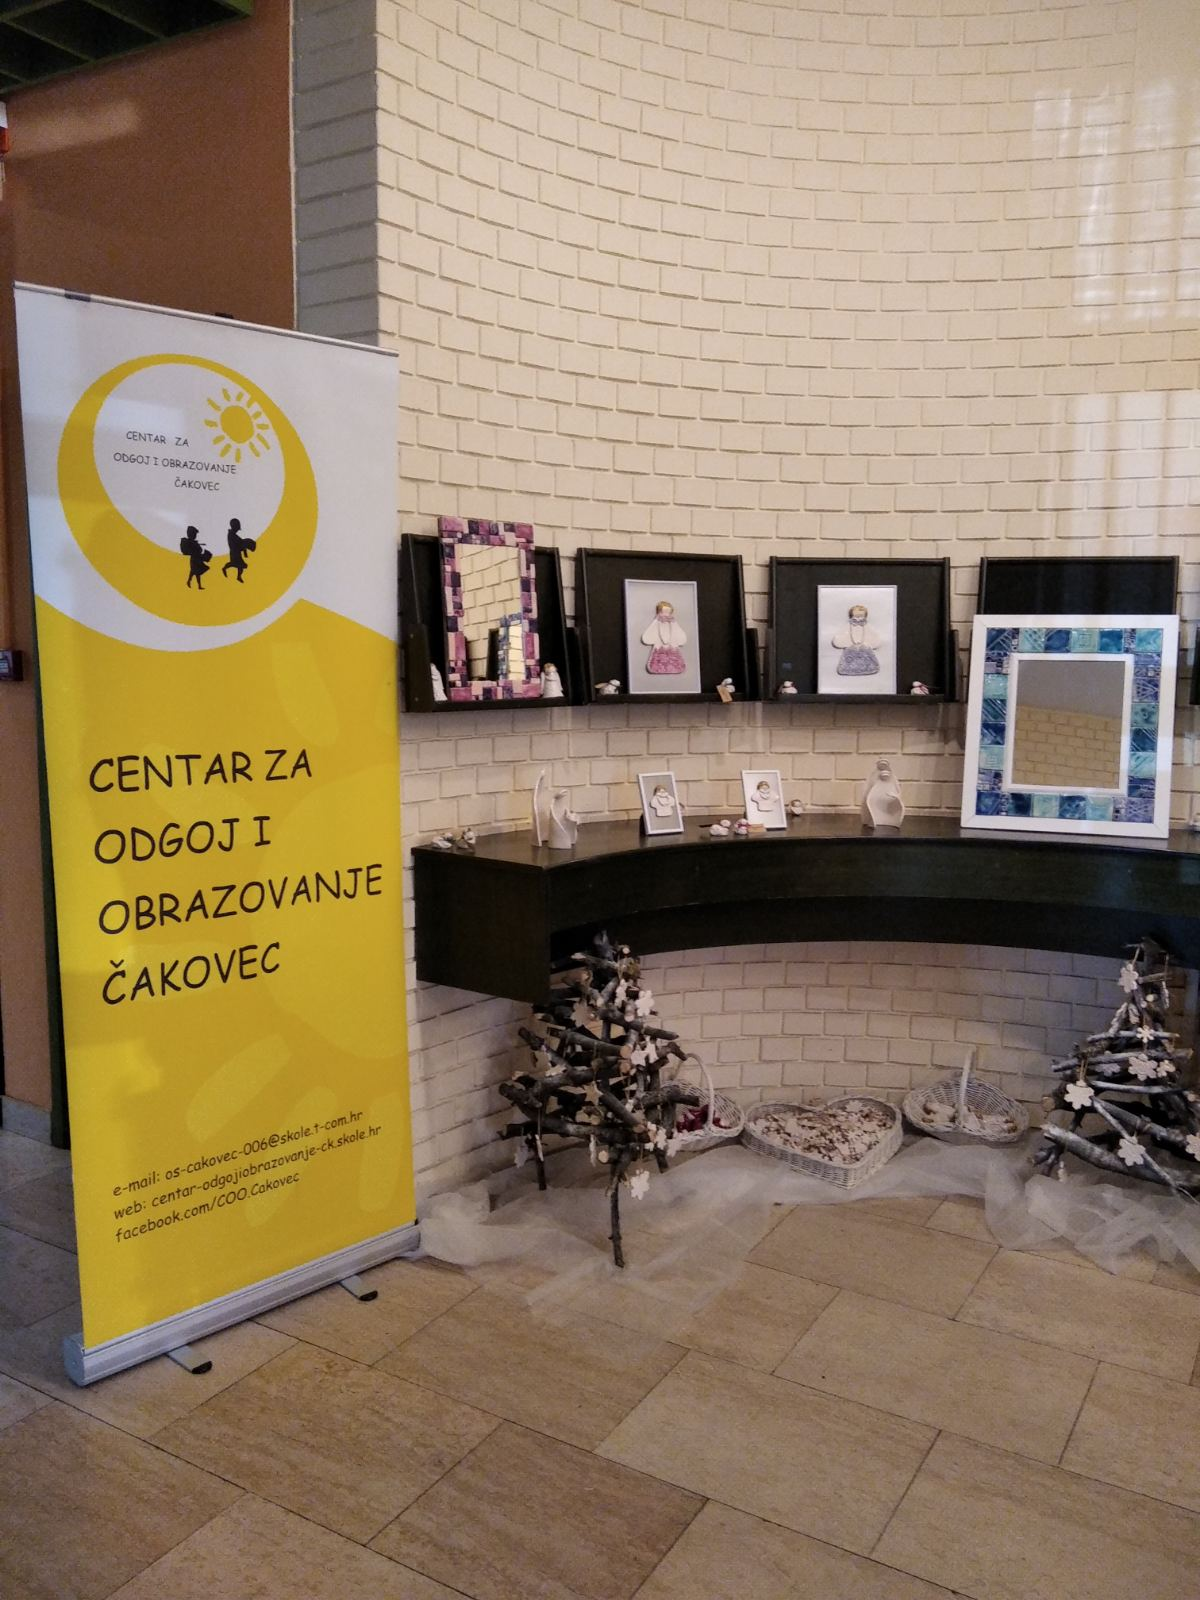 CENTAR ZA
ODGOJ I OBRAZOVANJE
ČAKOVEC
CENTAR ZA
ODGOJ I
OBRAZOVANJE
ČAKOVEC
e-mail: os-cakovec-006@skole.t-com.hr
web: centar-odgojiobrazovanje-ck.skole.hr
facebook.com/COO.Cakovec